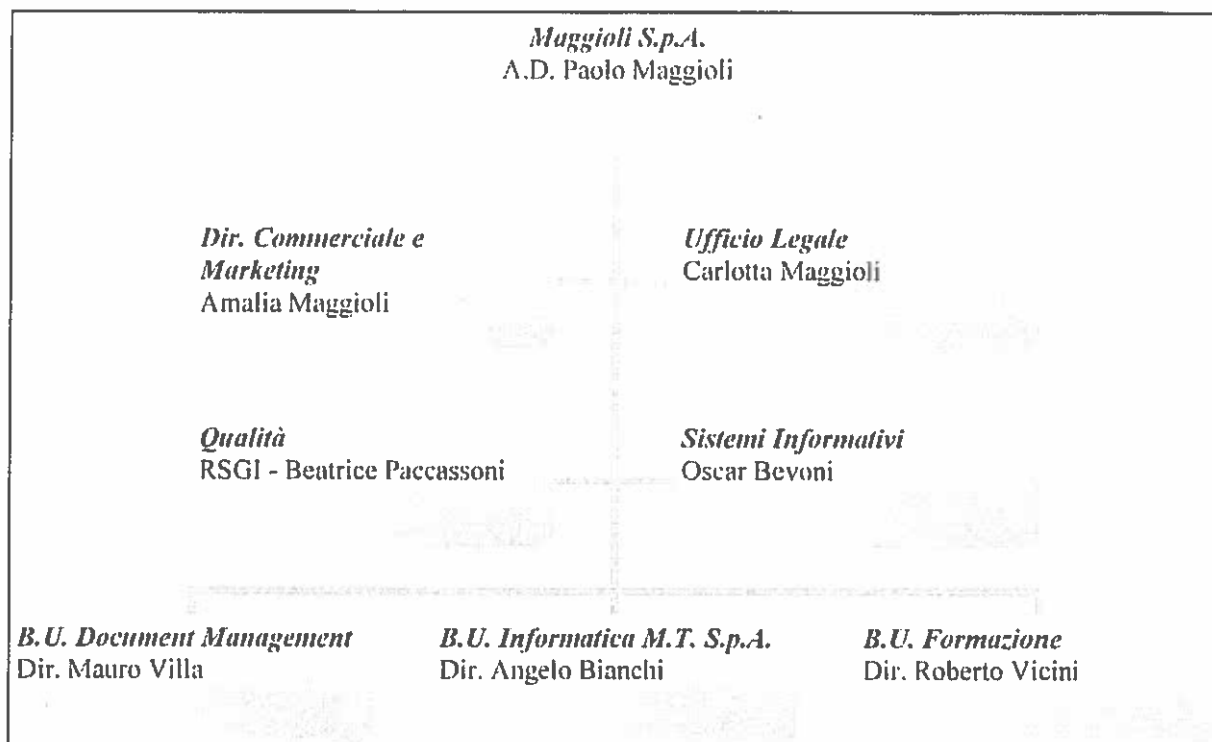 Maggioli S.p.A.
A.D. Paolo Maggioli
Dir. Commerciale e
Marketing
Amalia Maggioli
Ufficio Legale
Carlotta Maggioli
Qualità
RSGI - Beatrice Paccassoni
Sistemi Informativi
Oscar Bevoni
B.U. Document Management
Dir. Mauro Villa
B.U. Informatica M.T. S.p.A.
Dir. Angelo Bianchi
B.U. Formazione
Dir. Roberto Vicini